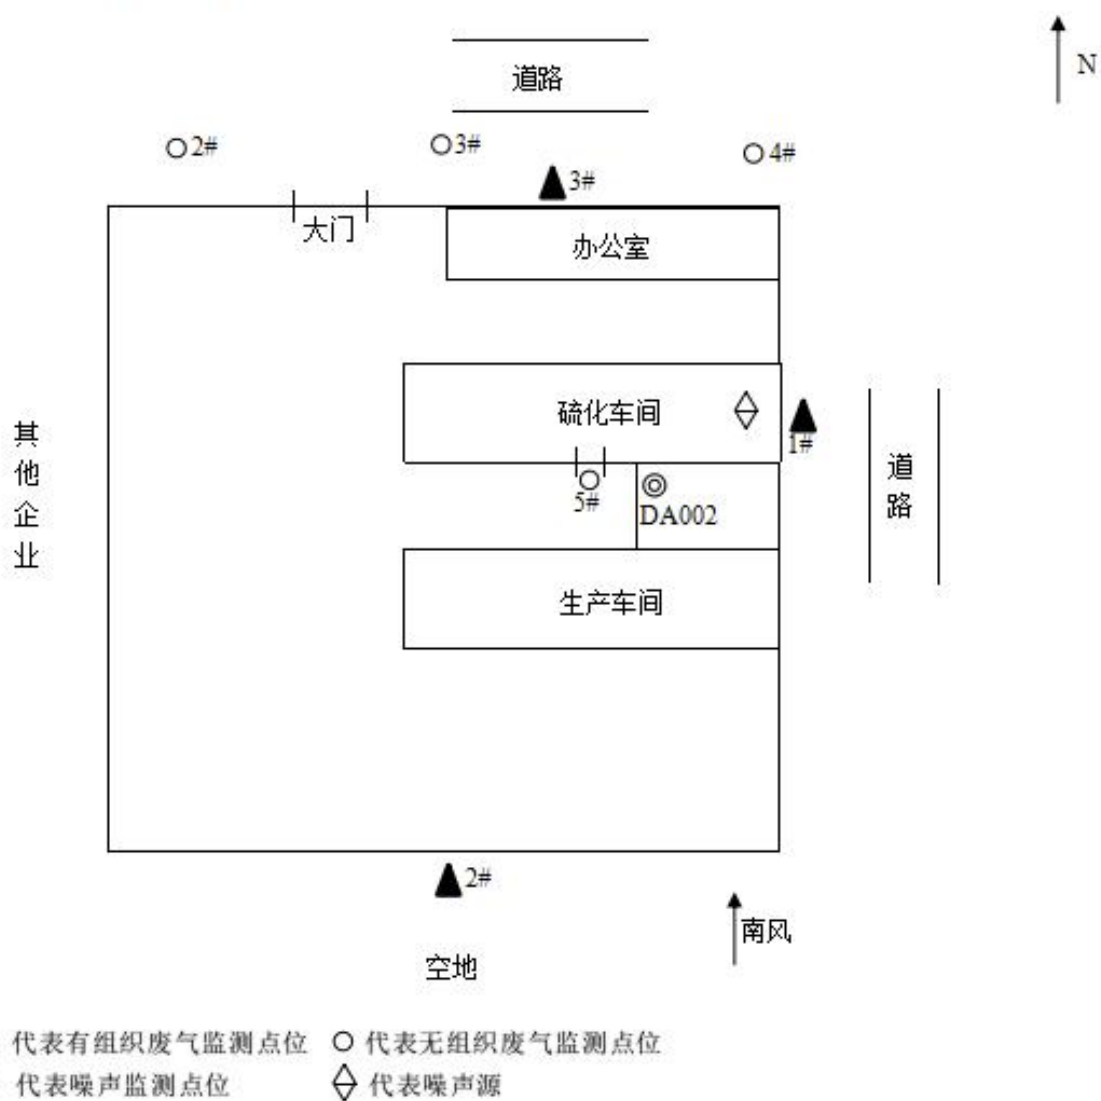 道路
N
2#
3#
4#
3#
大门
办公室
硫化车间
1#
其他企业
道路
5#
DA002
生产车间
2#
南风
空地
代表有组织废气监测点位 代表无组织废气监测点位
代表噪声监测点位 代表噪声源